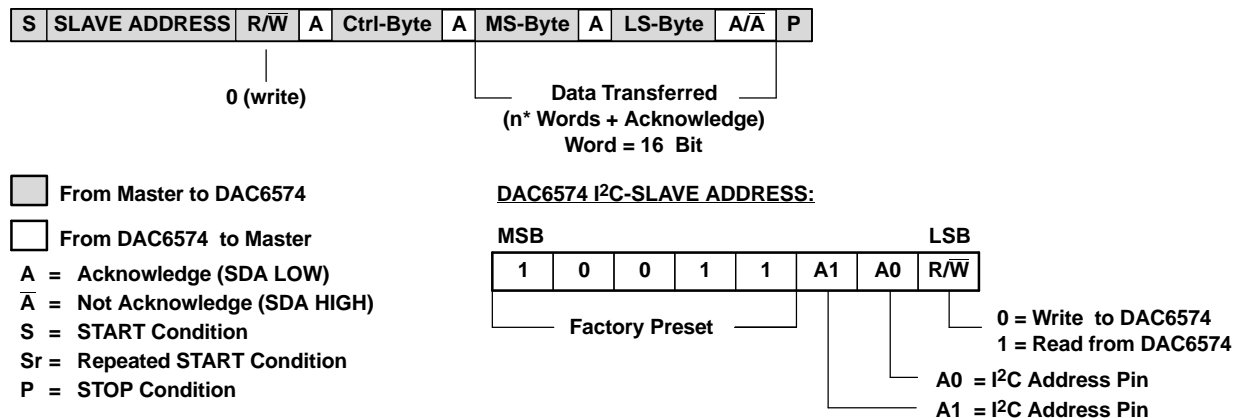 S SLAVE ADDRESS R/W̅ A Ctrl-Byte A MS-Byte A LS-Byte A/A̅ P
0 (write)
Data Transferred
(n* Words + Acknowledge)
Word = 16 Bit
From Master to DAC6574
From DAC6574 to Master
A = Acknowledge (SDA LOW)
A̅ = Not Acknowledge (SDA HIGH)
S = START Condition
Sr = Repeated START Condition
P = STOP Condition
DAC6574 I²C-SLAVE ADDRESS:
MSB LSB
1 0 0 1 1 A1 A0 R/W̅
Factory Preset
0 = Write to DAC6574
1 = Read from DAC6574
A0 = I²C Address Pin
A1 = I²C Address Pin